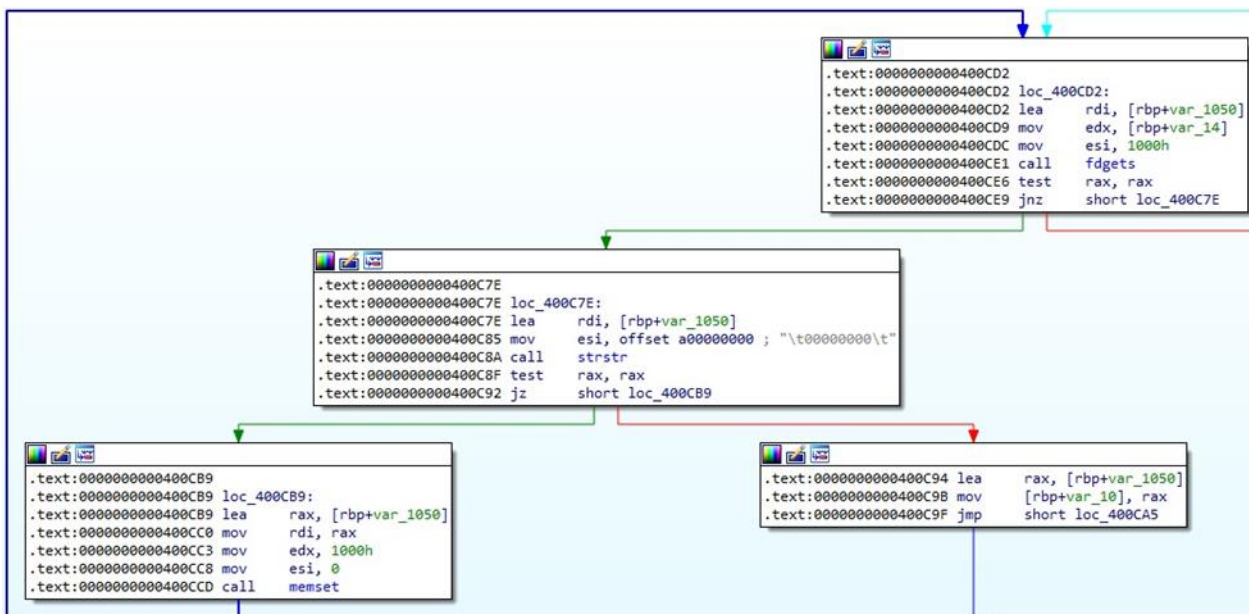 .text:0000000000400CD2
.text:0000000000400CD2 loc_400CD2:
.text:0000000000400CD2 lea rdi, [rbp+var_1050]
.text:0000000000400CD9 mov edx, [rbp+var_14]
.text:0000000000400CDC mov esi, 1000h
.text:0000000000400CE1 call fdgets
.text:0000000000400CE6 test rax, rax
.text:0000000000400CE9 jnz short loc_400C7E
.text:0000000000400C7E
.text:0000000000400C7E loc_400C7E:
.text:0000000000400C7E lea rdi, [rbp+var_1050]
.text:0000000000400C85 mov esi, offset a00000000 ; "\t00000000\t"
.text:0000000000400C8A call strstr
.text:0000000000400C8F test rax, rax
.text:0000000000400C92 jz short loc_400CB9
.text:0000000000400CB9
.text:0000000000400CB9 loc_400CB9:
.text:0000000000400CB9 lea rax, [rbp+var_1050]
.text:0000000000400CC0 mov rdi, rax
.text:0000000000400CC3 mov edx, 1000h
.text:0000000000400CC8 mov esi, 0
.text:0000000000400CCD call memset
.text:0000000000400C94 lea rax, [rbp+var_1050]
.text:0000000000400C9B mov [rbp+var_10], rax
.text:0000000000400C9F jmp short loc_400CA5